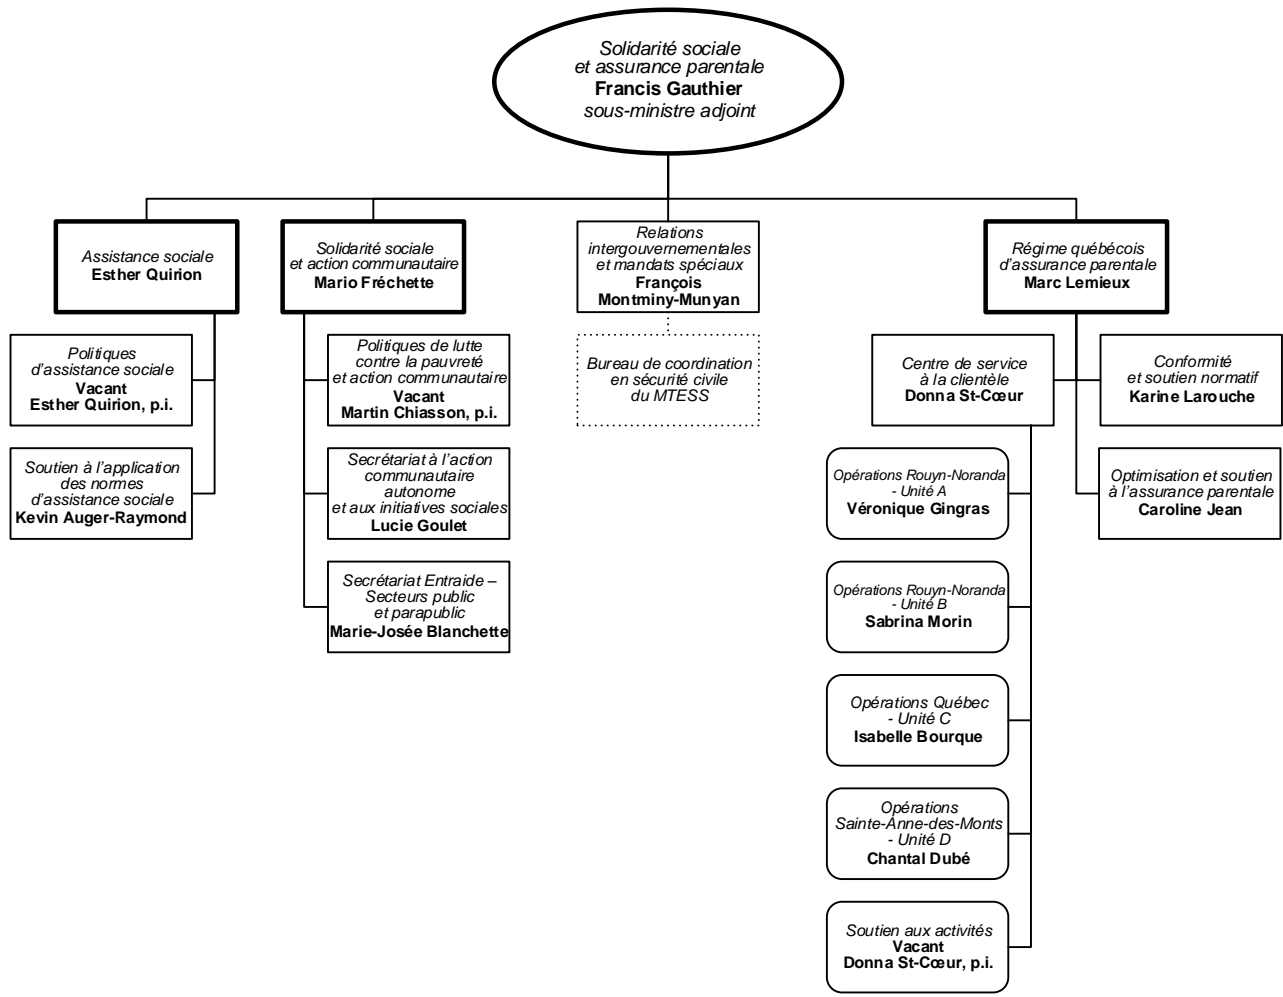 Solidarité sociale
et assurance parentale
Francis Gauthier
sous-ministre adjoint
Assistance sociale
Esther Quirion
Solidarité sociale
et action communautaire
Mario Fréchette
Relations
intergouvernementales
et mandats spéciaux
François
Montminy-Munyan
Régime québécois
d'assurance parentale
Marc Lemieux
Politiques
d'assistance sociale
Vacant
Esther Quirion, p.i.
Soutien à l'application
des normes
d'assistance sociale
Kevin Auger-Raymond
Politiques de lutte
contre la pauvreté
et action communautaire
Vacant
Martin Chiasson, p.i.
Secrétariat à l'action
communautaire
autonome
et aux initiatives sociales
Lucie Goulet
Secrétariat Entraide –
Secteurs public
et parapublic
Marie-Josée Blanchette
Bureau de coordination
en sécurité civile
du MTESS
Centre de service
à la clientèle
Donna St-Cœur
Conformité
et soutien normatif
Karine Larouche
Optimisation et soutien
à l'assurance parentale
Caroline Jean
Opérations Rouyn-Noranda
- Unité A
Véronique Gingras
Opérations Rouyn-Noranda
- Unité B
Sabrina Morin
Opérations Québec
- Unité C
Isabelle Bourque
Opérations
Sainte-Anne-des-Monts
- Unité D
Chantal Dubé
Soutien aux activités
Vacant
Donna St-Cœur, p.i.